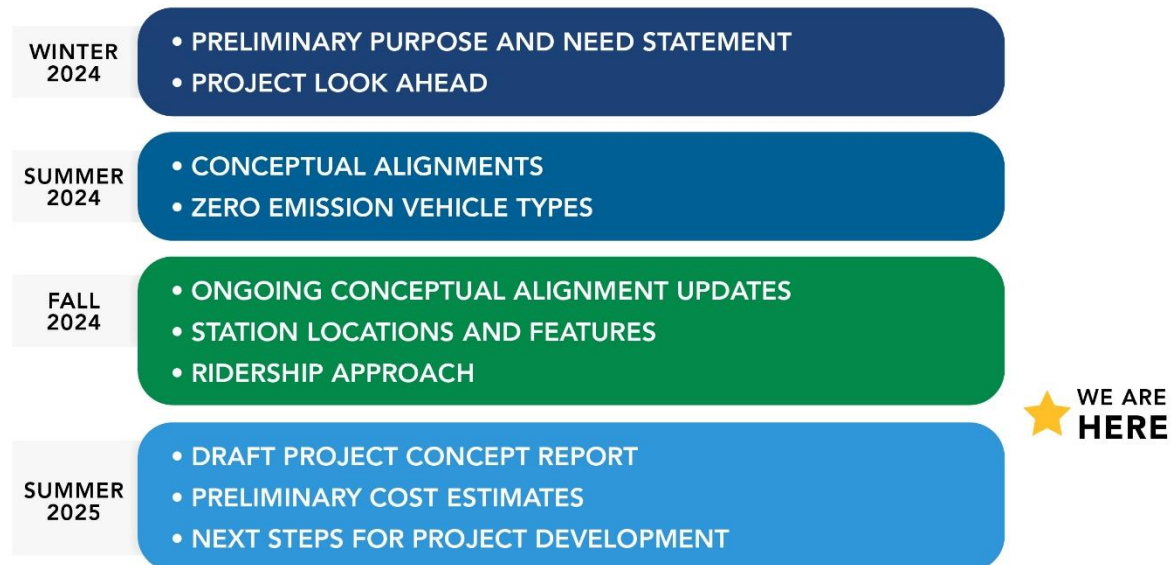 WINTER
2024
• PRELIMINARY PURPOSE AND NEED STATEMENT
• PROJECT LOOK AHEAD
SUMMER
2024
• CONCEPTUAL ALIGNMENTS
• ZERO EMISSION VEHICLE TYPES
FALL
2024
• ONGOING CONCEPTUAL ALIGNMENT UPDATES
• STATION LOCATIONS AND FEATURES
• RIDERSHIP APPROACH
WE ARE
HERE
SUMMER
2025
• DRAFT PROJECT CONCEPT REPORT
• PRELIMINARY COST ESTIMATES
• NEXT STEPS FOR PROJECT DEVELOPMENT